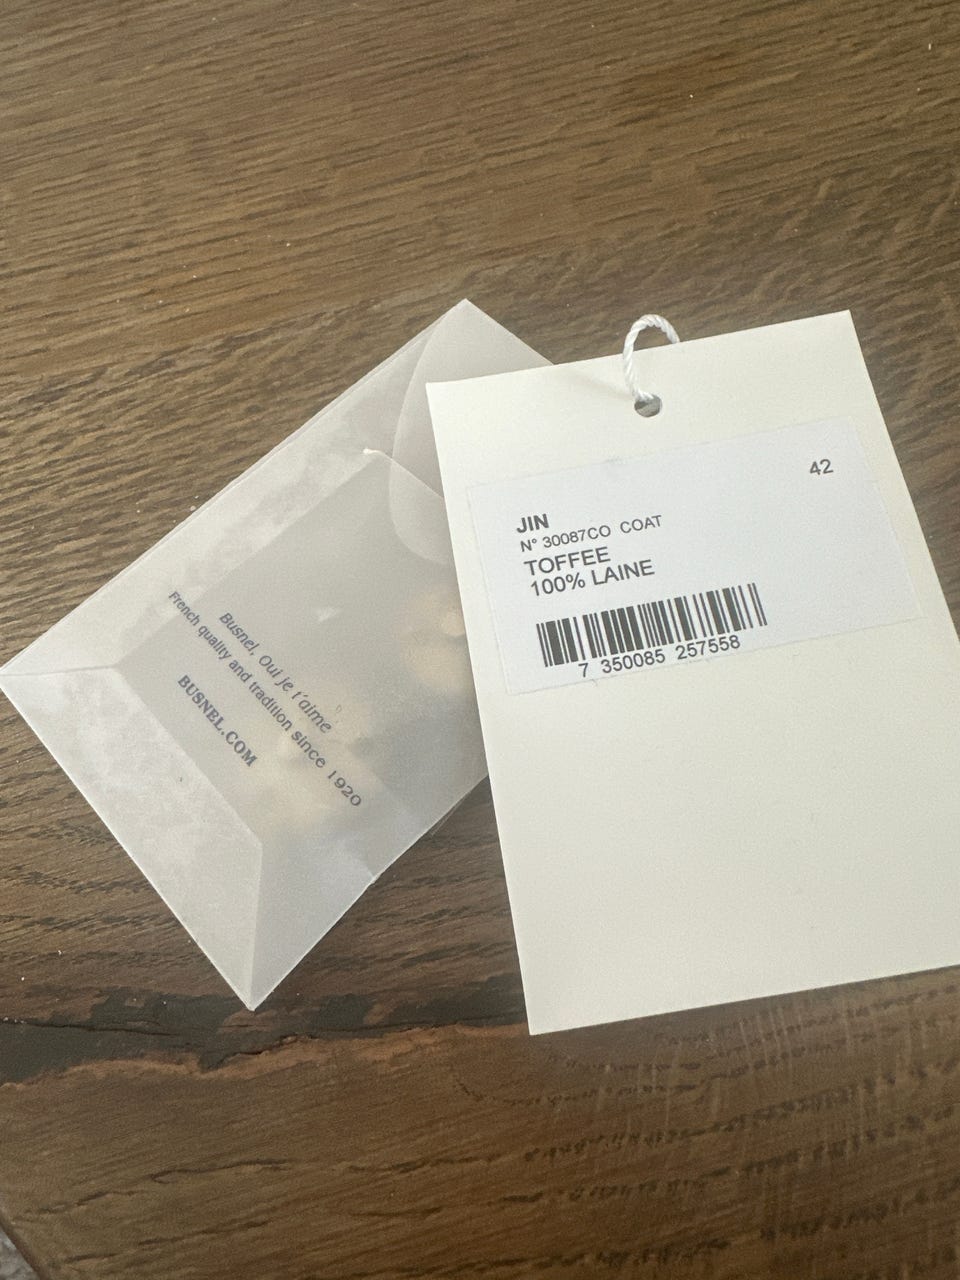 42
JIN
N° 30087CO COAT
TOFFEE
100% LAINE
7 350085 257558
Busnel, Oui je t'aime
French quality and tradition since 1920
BUSNEL.COM